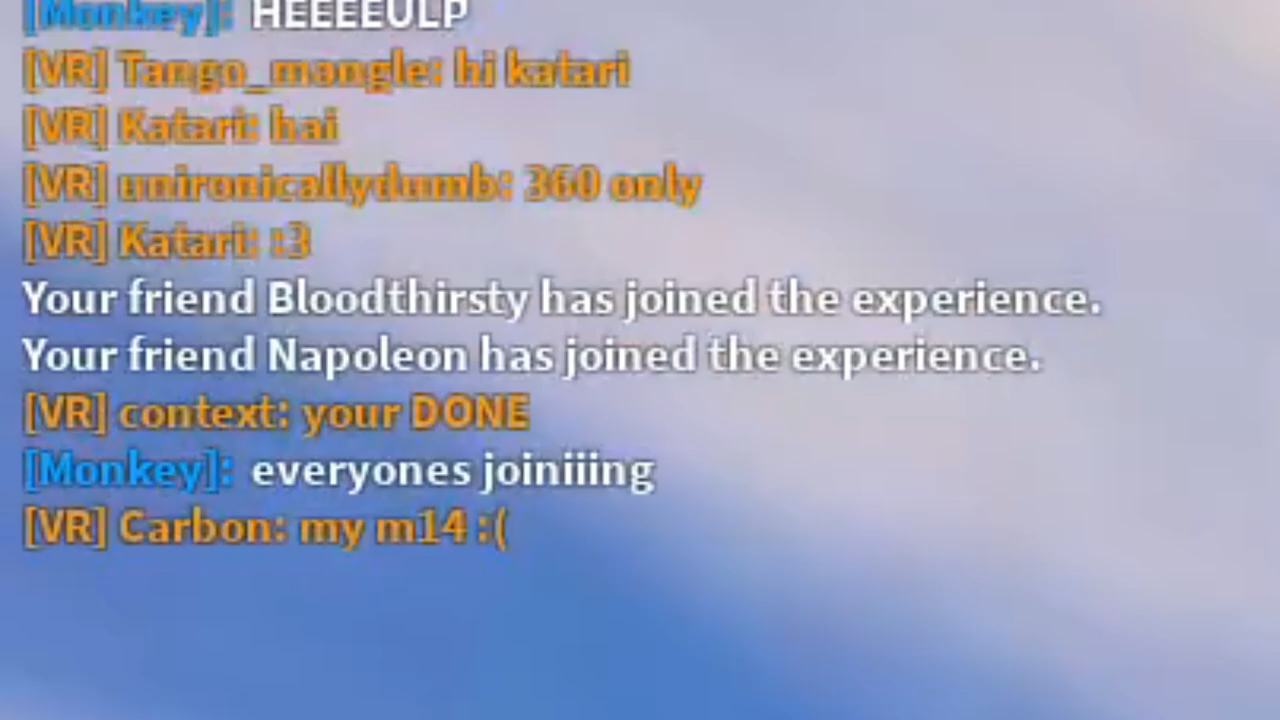 [Monkey]: HEEEEULP
[VR] Tango_mangle: hi katari
[VR] Katari: hai
[VR] unironicallydumb: 360 only
[VR] Katari: :3
Your friend Bloodthirsty has joined the experience.
Your friend Napoleon has joined the experience.
[VR] context: your DONE
[Monkey]: everyones joiniiing
[VR] Carbon: my m14 :(